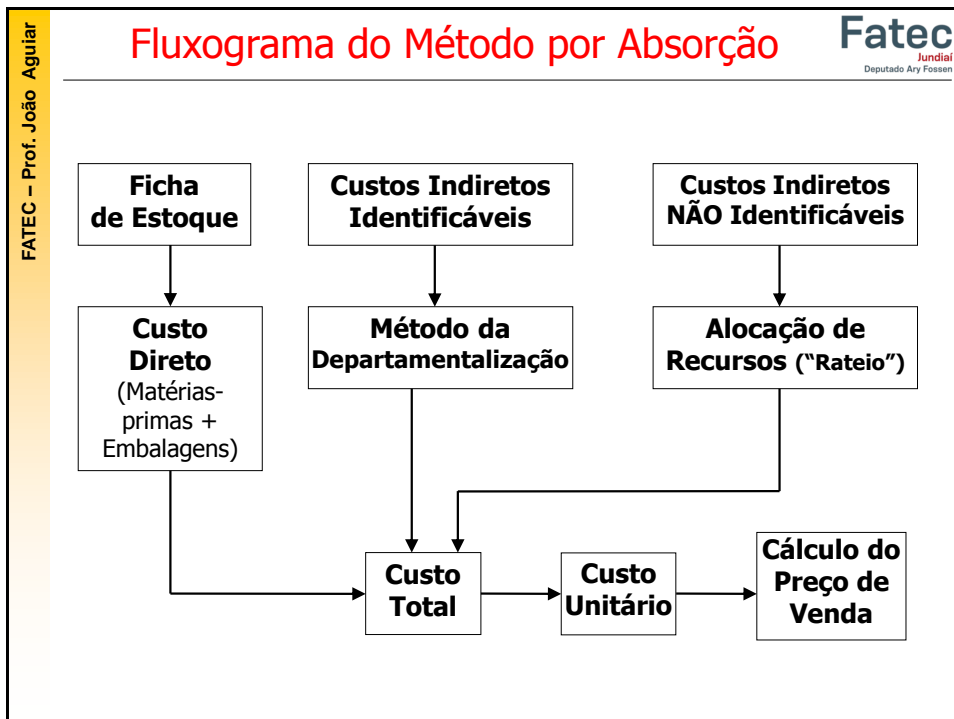 FATEC – Prof. João Aguiar
Fluxograma do Método por Absorção
Fatec
Jundiaí
Deputado Ary Fossen
Ficha
de Estoque
Custos Indiretos
Identificáveis
Custos Indiretos
NÃO Identificáveis
Custo
Direto
(Matérias-
primas +
Embalagens)
Método da
Departamentalização
Alocação de
Recursos (“Rateio”)
Custo
Total
Custo
Unitário
Cálculo do
Preço de
Venda